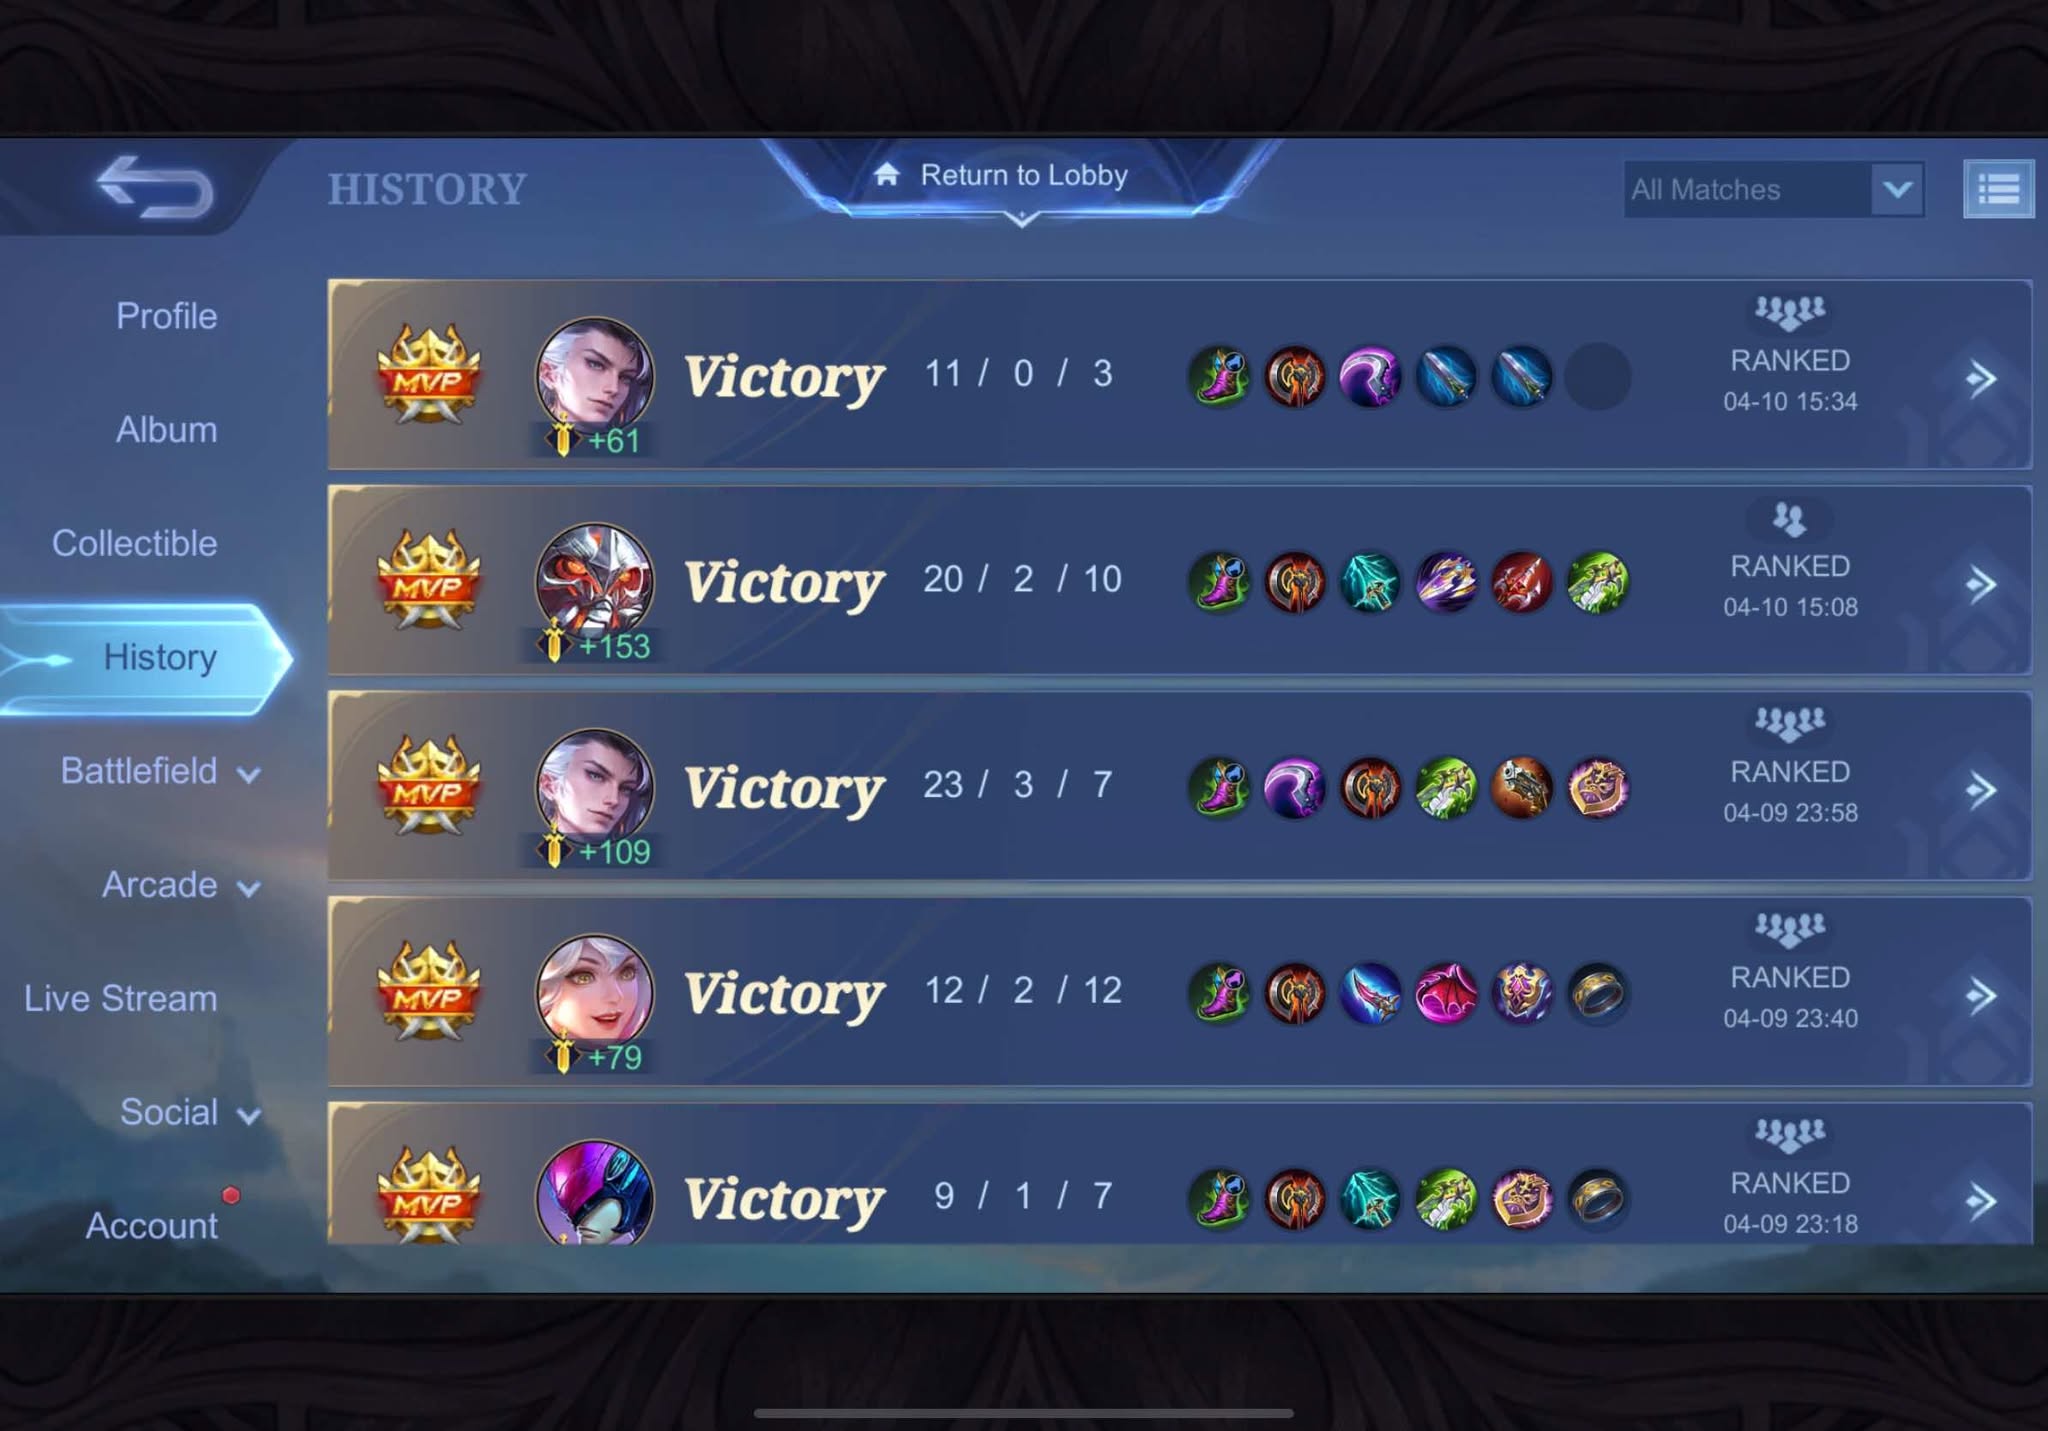 HISTORY
Return to Lobby
All Matches
Profile
Album
Collectible
History
Battlefield
Arcade
Live Stream
Social
Account
MVP
+61
Victory 11 / 0 / 3
RANKED
04-10 15:34
MVP
+153
Victory 20 / 2 / 10
RANKED
04-10 15:08
MVP
+109
Victory 23 / 3 / 7
RANKED
04-09 23:58
MVP
+79
Victory 12 / 2 / 12
RANKED
04-09 23:40
MVP
Victory 9 / 1 / 7
RANKED
04-09 23:18